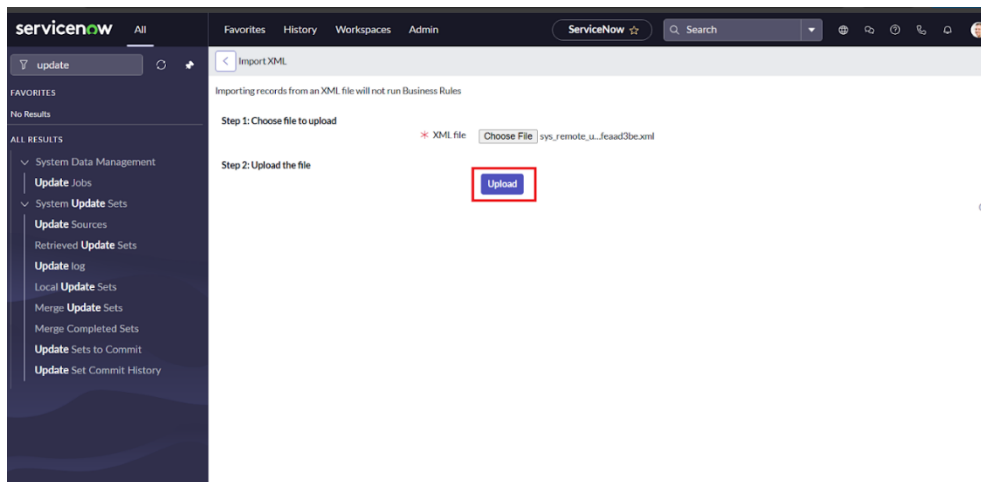 servicenow All Favorites History Workspaces Admin ServiceNow Search
update
Import XML
FAVORITES
No Results
ALL RESULTS
System Data Management
Update Jobs
System Update Sets
Update Sources
Retrieved Update Sets
Update log
Local Update Sets
Merge Update Sets
Merge Completed Sets
Update Sets to Commit
Update Set Commit History
Importing records from an XML file will not run Business Rules
Step 1: Choose file to upload
* XML file Choose File sys_remote_u...feaad3be.xml
Step 2: Upload the file
Upload